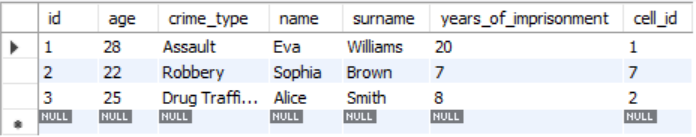 id age crime_type name surname years_of_imprisonment cell_id
1 28 Assault Eva Williams 20 1
2 22 Robbery Sophia Brown 7 7
3 25 Drug Traffi... Alice Smith 8 2
NULL NULL NULL NULL NULL NULL NULL